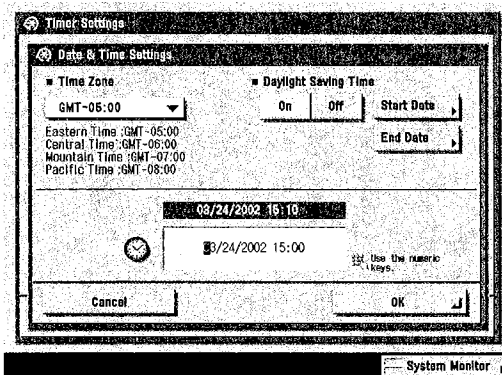 Timer Settings
Date & Time Settings
■ Time Zone
GMT-05:00
Eastern Time :GMT-05:00
Central Time :GMT-06:00
Mountain Time :GMT-07:00
Pacific Time :GMT-08:00
■ Daylight Saving Time
On Off Start Date
End Date
03/24/2002 15:10
03/24/2002 15:00
Use the numeric
keys.
Cancel OK
System Monitor